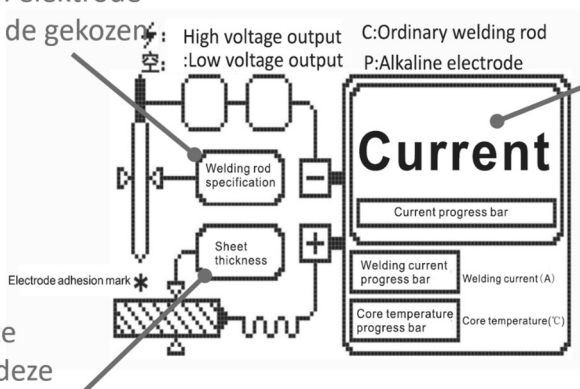 elektrode
de gekozen
: High voltage output
空: :Low voltage output
C:Ordinary welding rod
P:Alkaline electrode
Welding rod
specification
−
Current
Current progress bar
Sheet
thickness
+
Electrode adhesion mark ✱
Welding current
progress bar
Welding current(A)
Core temperature
progress bar
Core temperature(℃)
deze